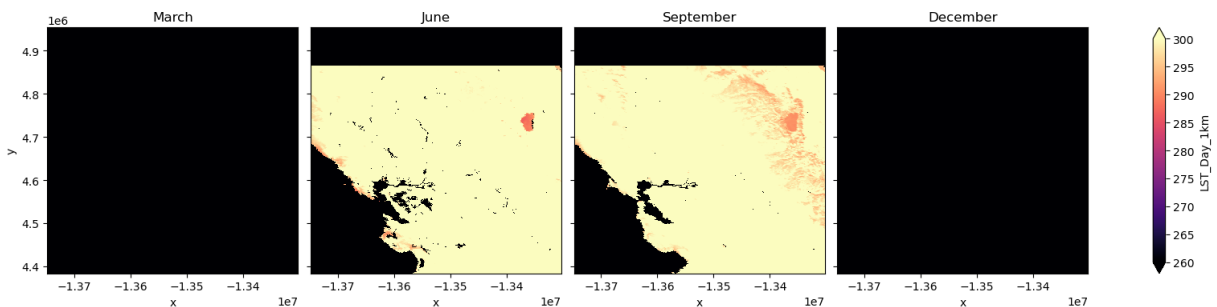 March
June
September
December
1e6
4.9
4.8
4.7
4.6
4.5
4.4
y
300
295
290
285
280
275
270
265
260
LST_Day_1km
−1.37 −1.36 −1.35 −1.34
−1.37 −1.36 −1.35 −1.34
−1.37 −1.36 −1.35 −1.34
−1.37 −1.36 −1.35 −1.34
x 1e7
x 1e7
x 1e7
x 1e7